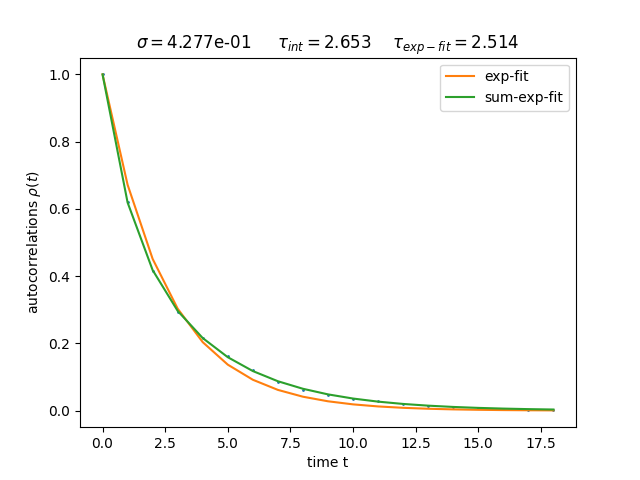 σ = 4.277e-01 τ_int = 2.653 τ_exp−fit = 2.514
exp-fit
sum-exp-fit
autocorrelations ρ(t)
1.0
0.8
0.6
0.4
0.2
0.0
0.0 2.5 5.0 7.5 10.0 12.5 15.0 17.5
time t